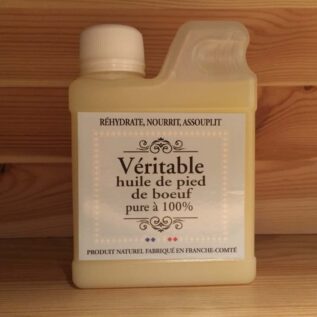 RÉHYDRATE, NOURRIT, ASSOUPLIT
Véritable
huile de pied
de boeuf
pure à 100%
PRODUIT NATUREL FABRIQUÉ EN FRANCHE-COMTÉ